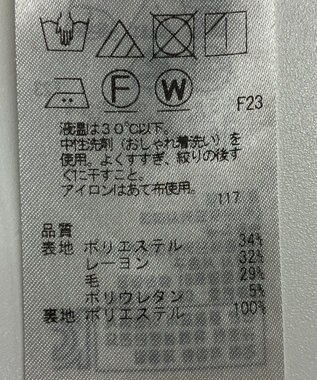 F
W
F23
液温は30℃以下。
中性洗剤（おしゃれ着洗い）を
使用。よくすすぎ、絞りの後す
ぐに干すこと。
アイロンはあて布使用。
117
品質
表地 ポリエステル 34%
レーヨン 32%
毛 29%
ポリウレタン 5%
裏地 ポリエステル 100%